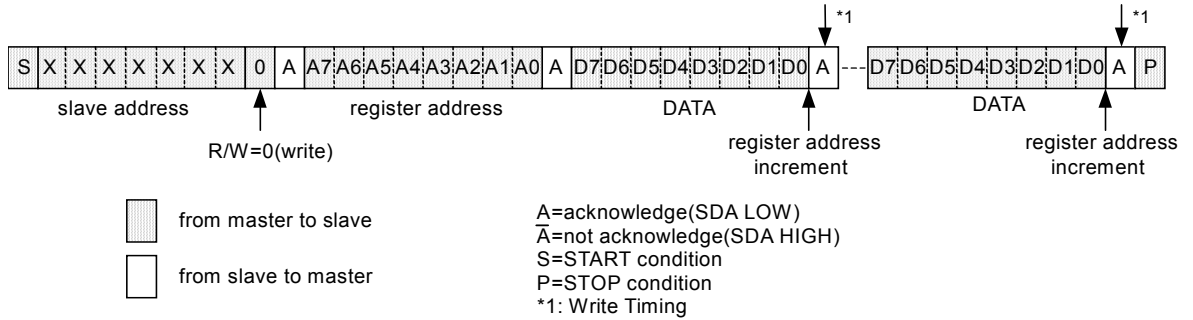 *1 *1
S X X X X X X X 0 A A7 A6 A5 A4 A3 A2 A1 A0 A D7 D6 D5 D4 D3 D2 D1 D0 A D7 D6 D5 D4 D3 D2 D1 D0 A P
slave address register address DATA DATA
R/W=0(write)
register address
increment
register address
increment
from master to slave
from slave to master
A=acknowledge(SDA LOW)
A̅=not acknowledge(SDA HIGH)
S=START condition
P=STOP condition
*1: Write Timing